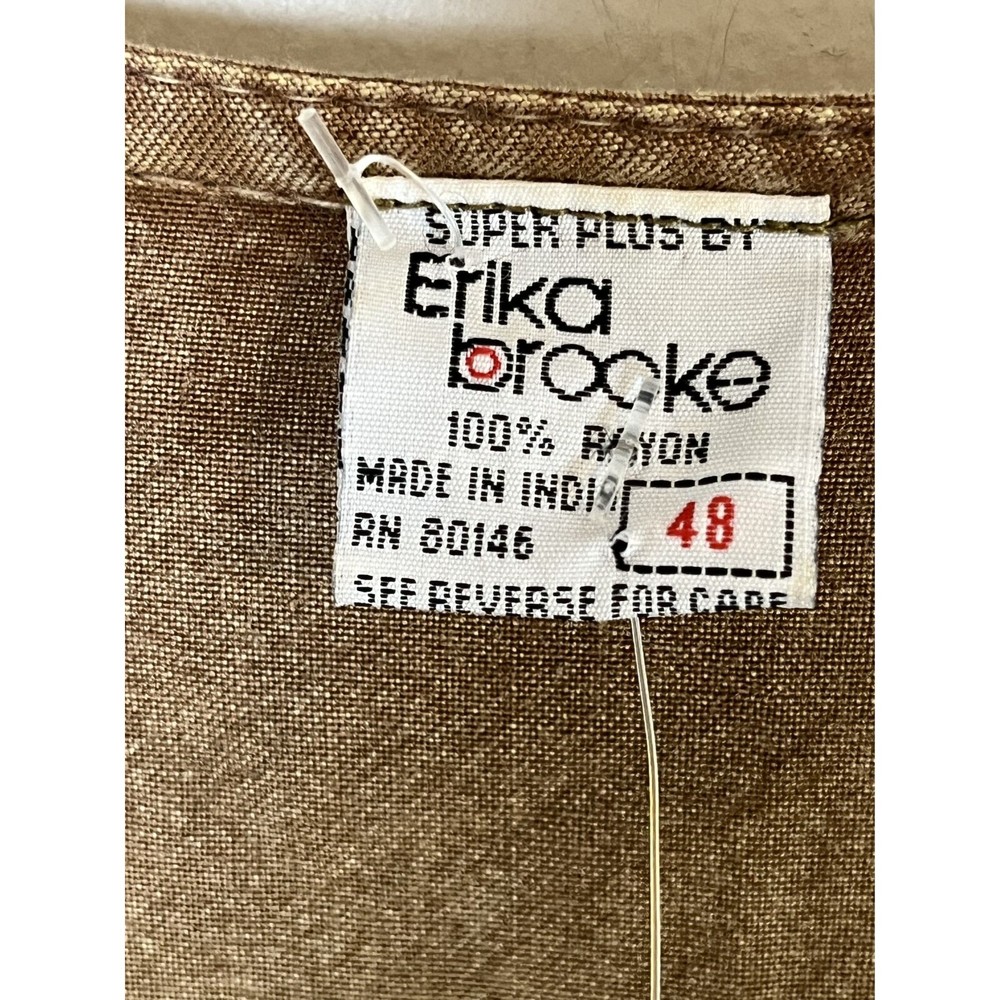 SUPER PLUS BY
Erika
brooke
100% RAYON
MADE IN INDIA
48
RN 80146
SEE REVERSE FOR CARE